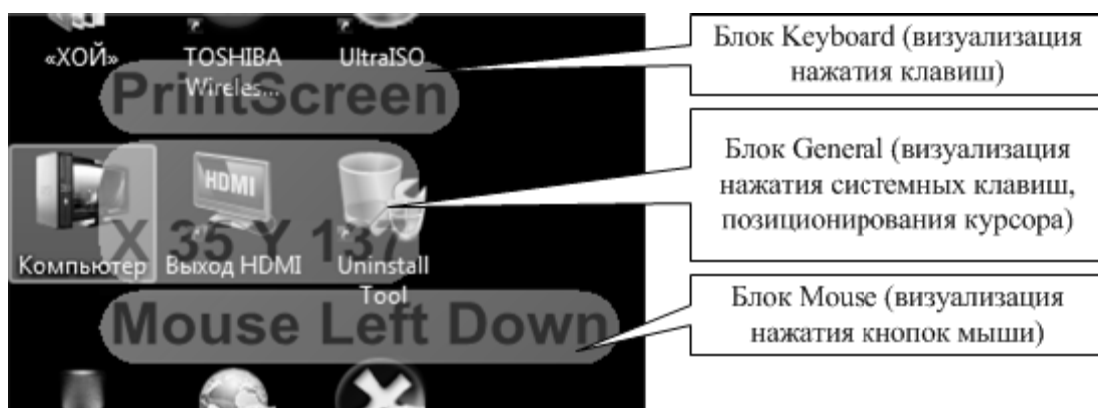 «ХОЙ»
TOSHIBA
Wireles...
UltraISO
PrintScreen
HDMI
X 35 Y 137
Компьютер
Выход HDMI
Uninstall
Tool
Mouse Left Down
Блок Keyboard (визуализация
нажатия клавиш)
Блок General (визуализация
нажатия системных клавиш,
позиционирования курсора)
Блок Mouse (визуализация
нажатия кнопок мыши)